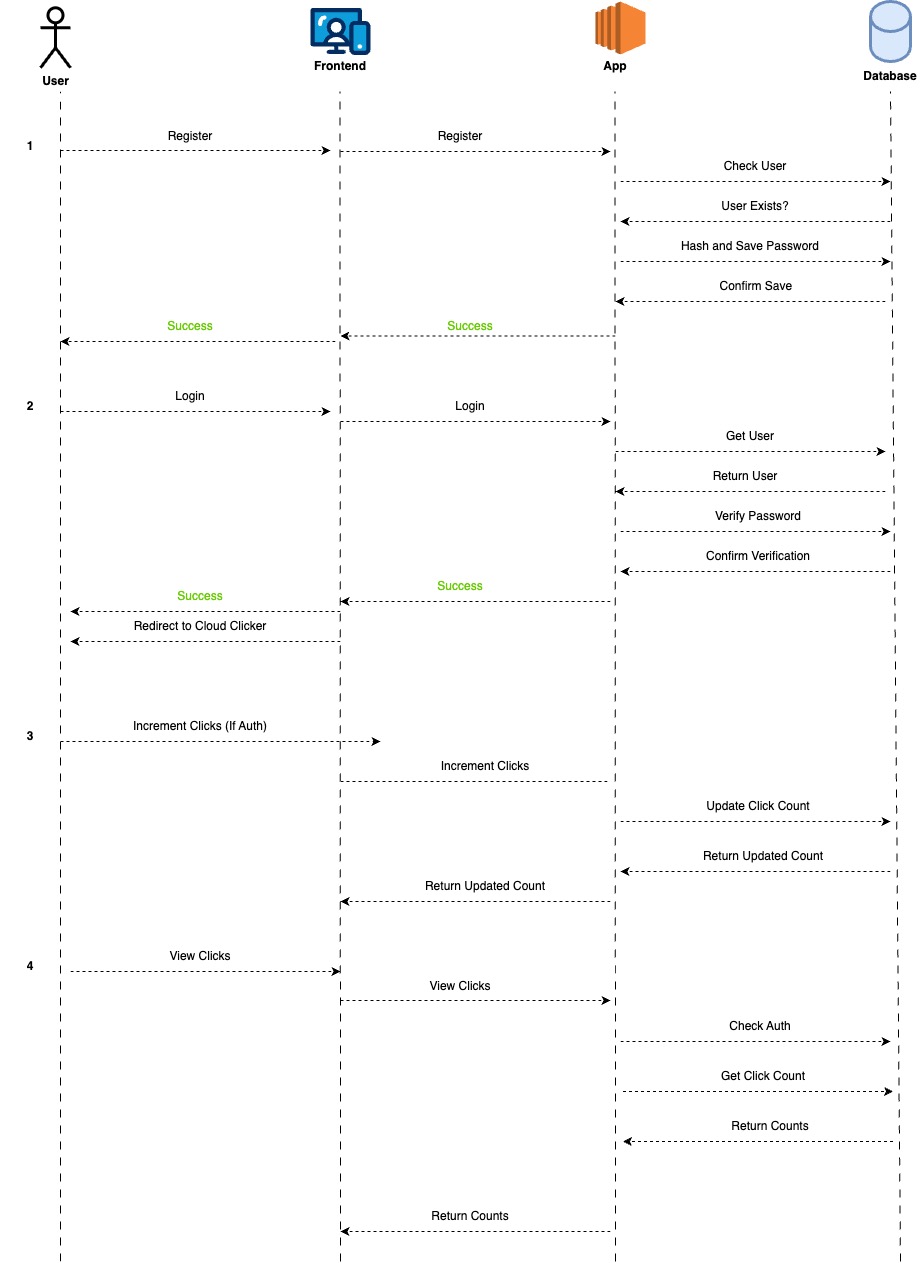 User
Frontend
App
Database
1
Register
Register
Check User
User Exists?
Hash and Save Password
Confirm Save
Success
Success
2
Login
Login
Get User
Return User
Verify Password
Confirm Verification
Success
Success
Redirect to Cloud Clicker
3
Increment Clicks (If Auth)
Increment Clicks
Update Click Count
Return Updated Count
Return Updated Count
4
View Clicks
View Clicks
Check Auth
Get Click Count
Return Counts
Return Counts